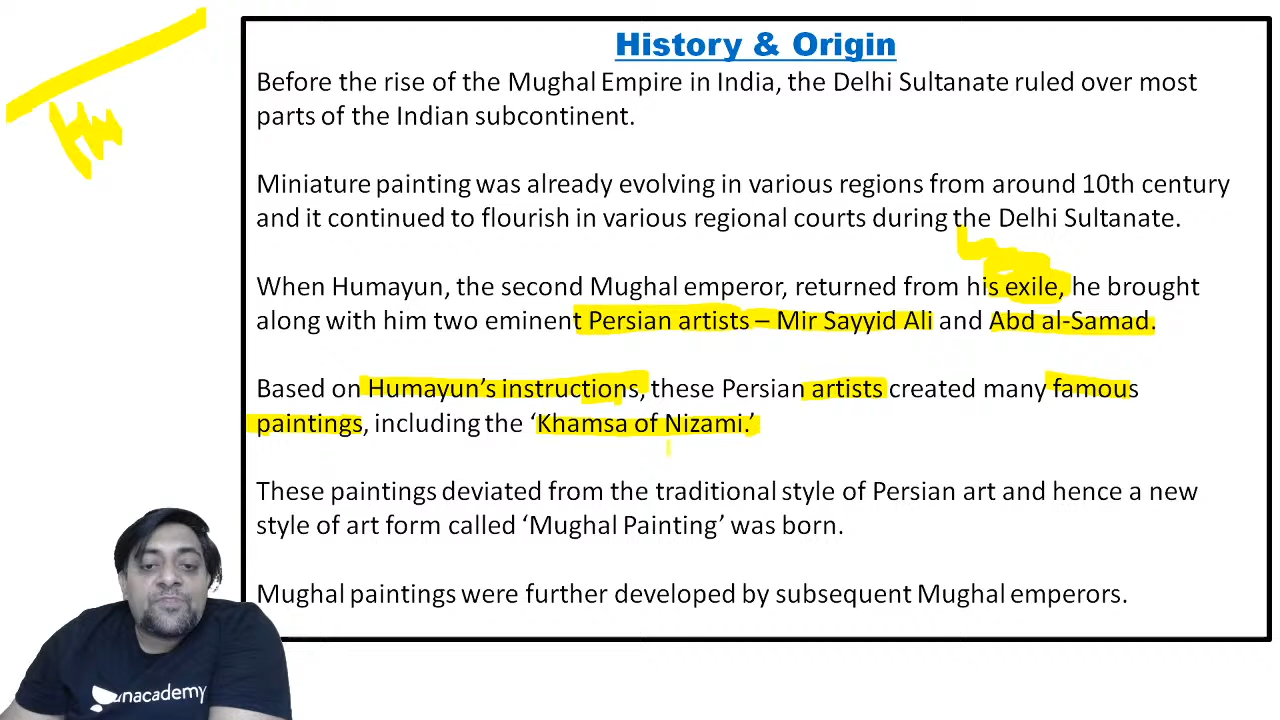 History & Origin
Before the rise of the Mughal Empire in India, the Delhi Sultanate ruled over most
parts of the Indian subcontinent.
Miniature painting was already evolving in various regions from around 10th century
and it continued to flourish in various regional courts during the Delhi Sultanate.
When Humayun, the second Mughal emperor, returned from his exile, he brought
along with him two eminent Persian artists – Mir Sayyid Ali and Abd al-Samad.
Based on Humayun’s instructions, these Persian artists created many famous
paintings, including the ‘Khamsa of Nizami.’
These paintings deviated from the traditional style of Persian art and hence a new
style of art form called ‘Mughal Painting’ was born.
Mughal paintings were further developed by subsequent Mughal emperors.
unacademy